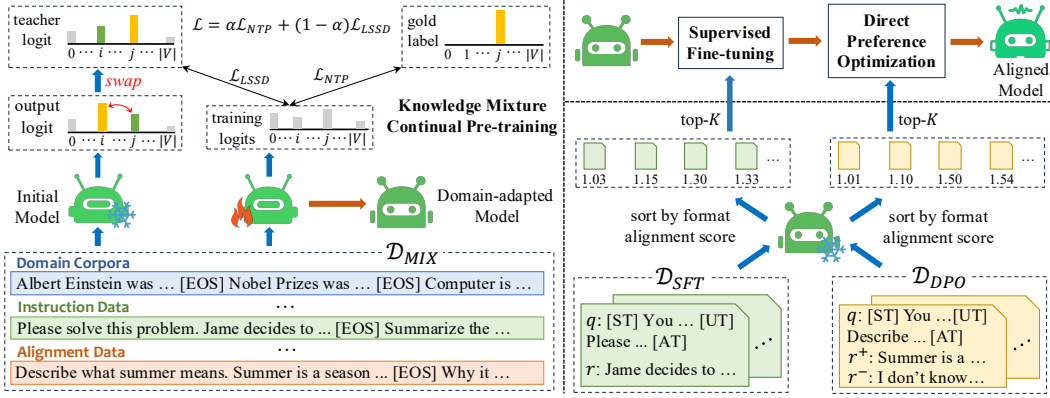 teacher
logit
0 ⋯ i ⋯ j ⋯ |V|
ℒ = αℒ_NTP + (1 − α)ℒ_LSSD
gold
label
0 1 ⋯ j ⋯ |V|
swap
ℒ_LSSD
ℒ_NTP
output
logit
0 ⋯ i ⋯ j ⋯ |V|
training
logits
0 ⋯ i ⋯ j ⋯ |V|
Knowledge Mixture
Continual Pre-training
Initial
Model
Domain-adapted
Model
𝒟_MIX
Domain Corpora
Albert Einstein was … [EOS] Nobel Prizes was … [EOS] Computer is …
…
Instruction Data
Please solve this problem. Jame decides to ... [EOS] Summarize the …
…
Alignment Data
Describe what summer means. Summer is a season ... [EOS] Why it …
Supervised
Fine-tuning
Direct
Preference
Optimization
Aligned
Model
top-K
top-K
1.03 1.15 1.30 1.33 ...
1.01 1.10 1.50 1.54 ...
sort by format
alignment score
sort by format
alignment score
𝒟_SFT
q: [ST] You … [UT]
Please ... [AT]
r: Jame decides to …
𝒟_DPO
q: [ST] You …[UT]
Describe ... [AT]
r⁺: Summer is a …
r⁻: I don't know…